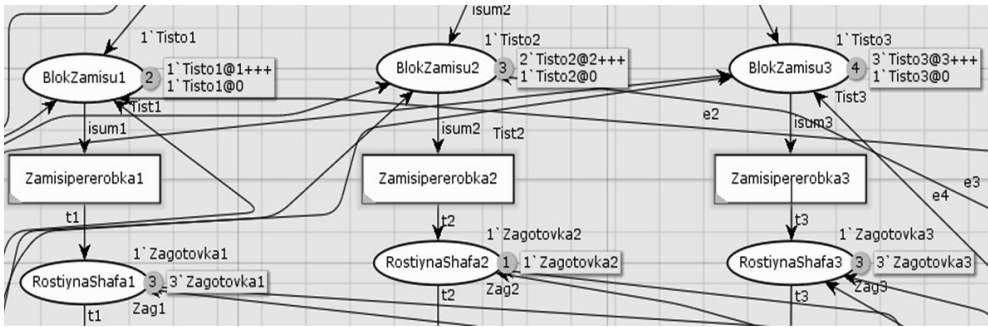 isum2
1`Tisto1
1`Tisto2
1`Tisto3
BlokZamisu1
2
1`Tisto1@1+++
1`Tisto1@0
BlokZamisu2
3
2`Tisto2@2+++
1`Tisto2@0
BlokZamisu3
4
3`Tisto3@3+++
1`Tisto3@0
Tist1
Tist3
e2
isum1
isum2
Tist2
isum3
Zamisipererobka1
Zamisipererobka2
Zamisipererobka3
e3
e4
t1
t2
t3
1`Zagotovka1
1`Zagotovka2
1`Zagotovka3
RostiynaShafa1
3
3`Zagotovka1
RostiynaShafa2
1
1`Zagotovka2
RostiynaShafa3
3
3`Zagotovka3
Zag1
Zag2
Zag3
t1
t2
t3